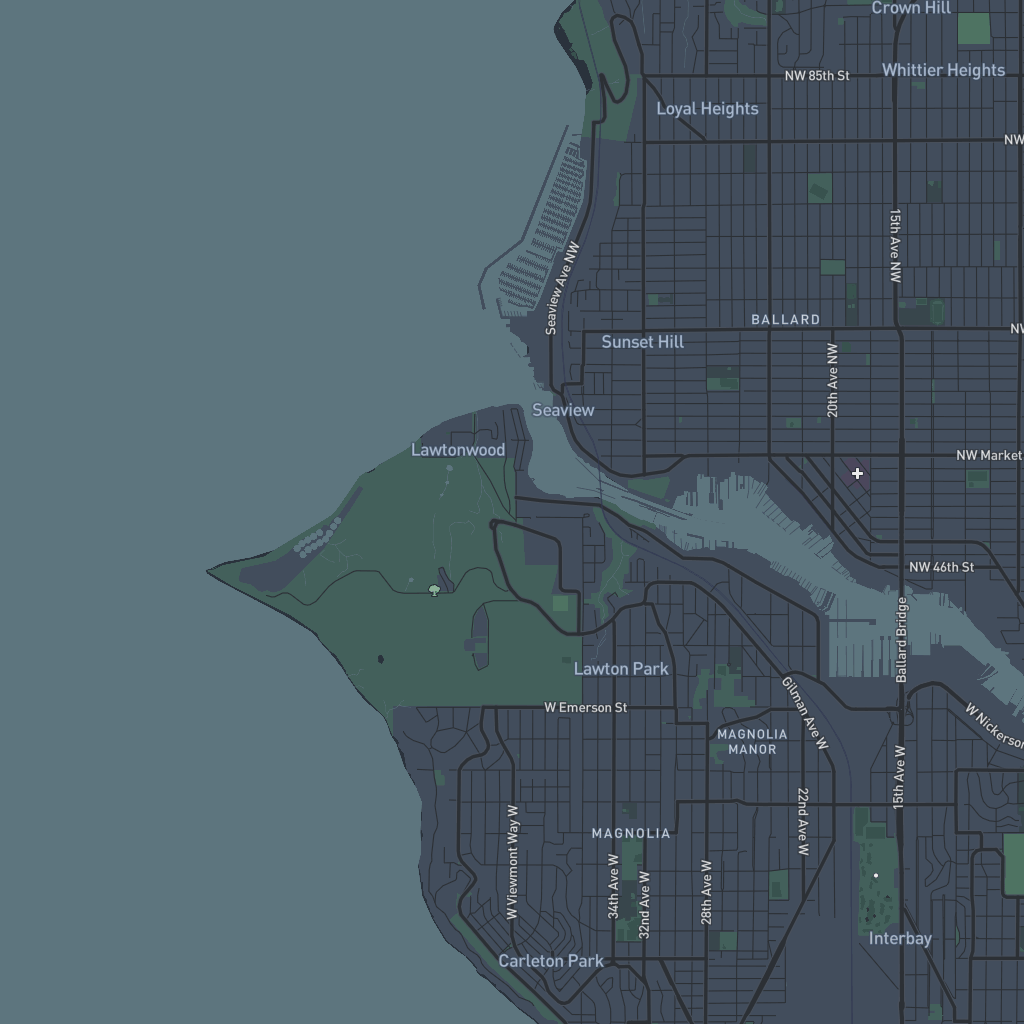 Crown Hill
NW 85th St
Whittier Heights
Loyal Heights
NW
15th Ave NW
Seaview Ave NW
BALLARD
NW
Sunset Hill
20th Ave NW
Seaview
Lawtonwood
NW Market
NW 46th St
Ballard Bridge
Lawton Park
Gilman Ave W
W Emerson St
W Nickerson
MAGNOLIA
MANOR
15th Ave W
22nd Ave W
MAGNOLIA
W Viewmont Way W
34th Ave W
32nd Ave W
28th Ave W
Interbay
Carleton Park